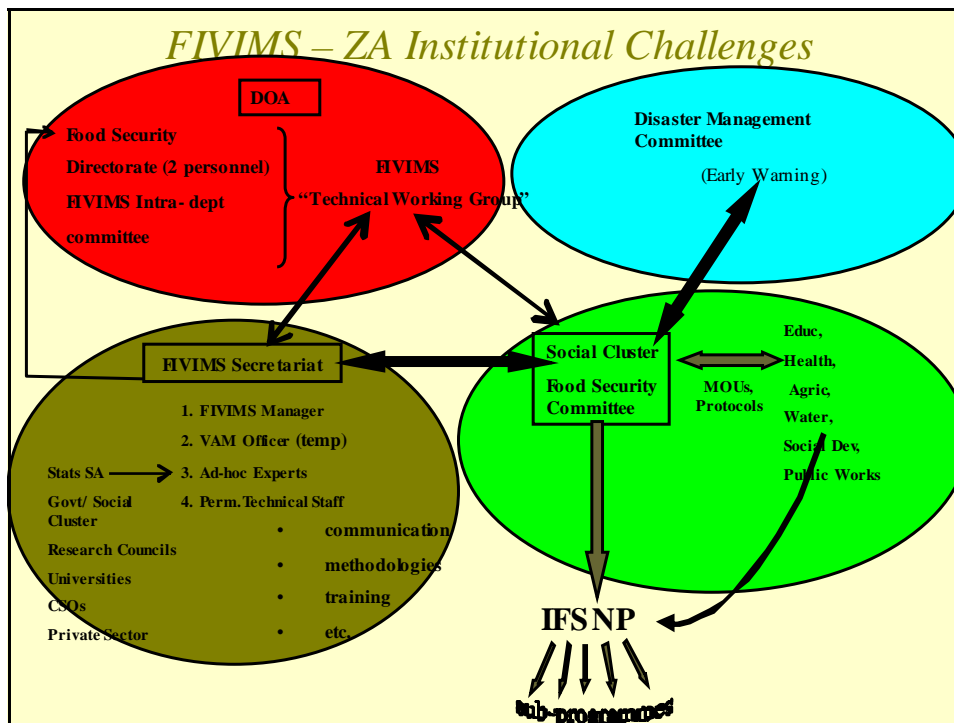 FIVIMS – ZA Institutional Challenges
DOA
Food Security
Directorate (2 personnel)
FIVIMS Intra- dept
committee
FIVIMS
“Technical Working Group”
Disaster Management
Committee
(Early Warning)
FIVIMS Secretariat
1. FIVIMS Manager
2. VAM Officer (temp)
3. Ad-hoc Experts
4. Perm. Technical Staff
• communication
• methodologies
• training
• etc.
Stats SA
Govt/ Social
Cluster
Research Councils
Universities
CSOs
Private Sector
Social Cluster
Food Security
Committee
MOUs,
Protocols
Educ,
Health,
Agric,
Water,
Social Dev,
Public Works
IFSNP
sub-programmes